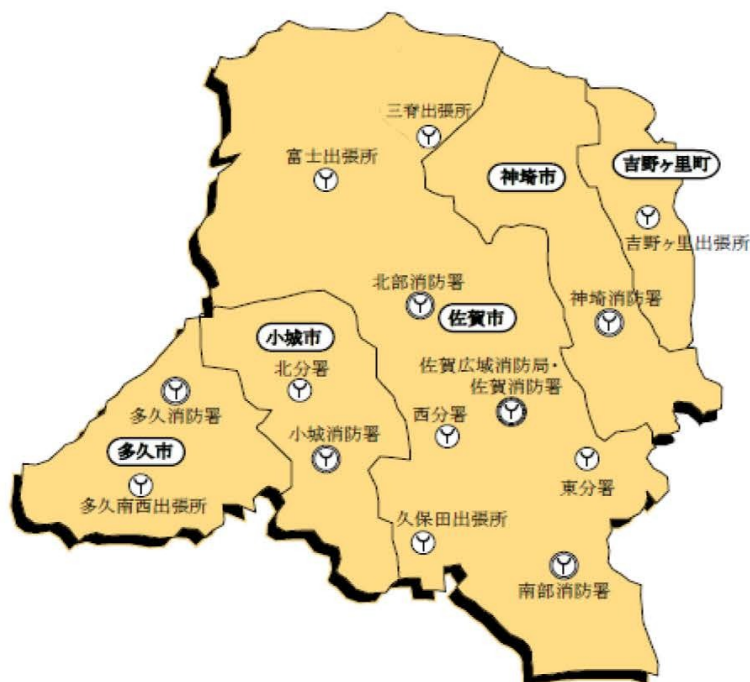 三脊出張所
富士出張所
神埼市
吉野ヶ里町
吉野ヶ里出張所
北部消防署
佐賀市
神埼消防署
小城市
北分署
佐賀広域消防局・
佐賀消防署
多久消防署
西分署
小城消防署
多久市
東分署
多久南西出張所
久保田出張所
南部消防署